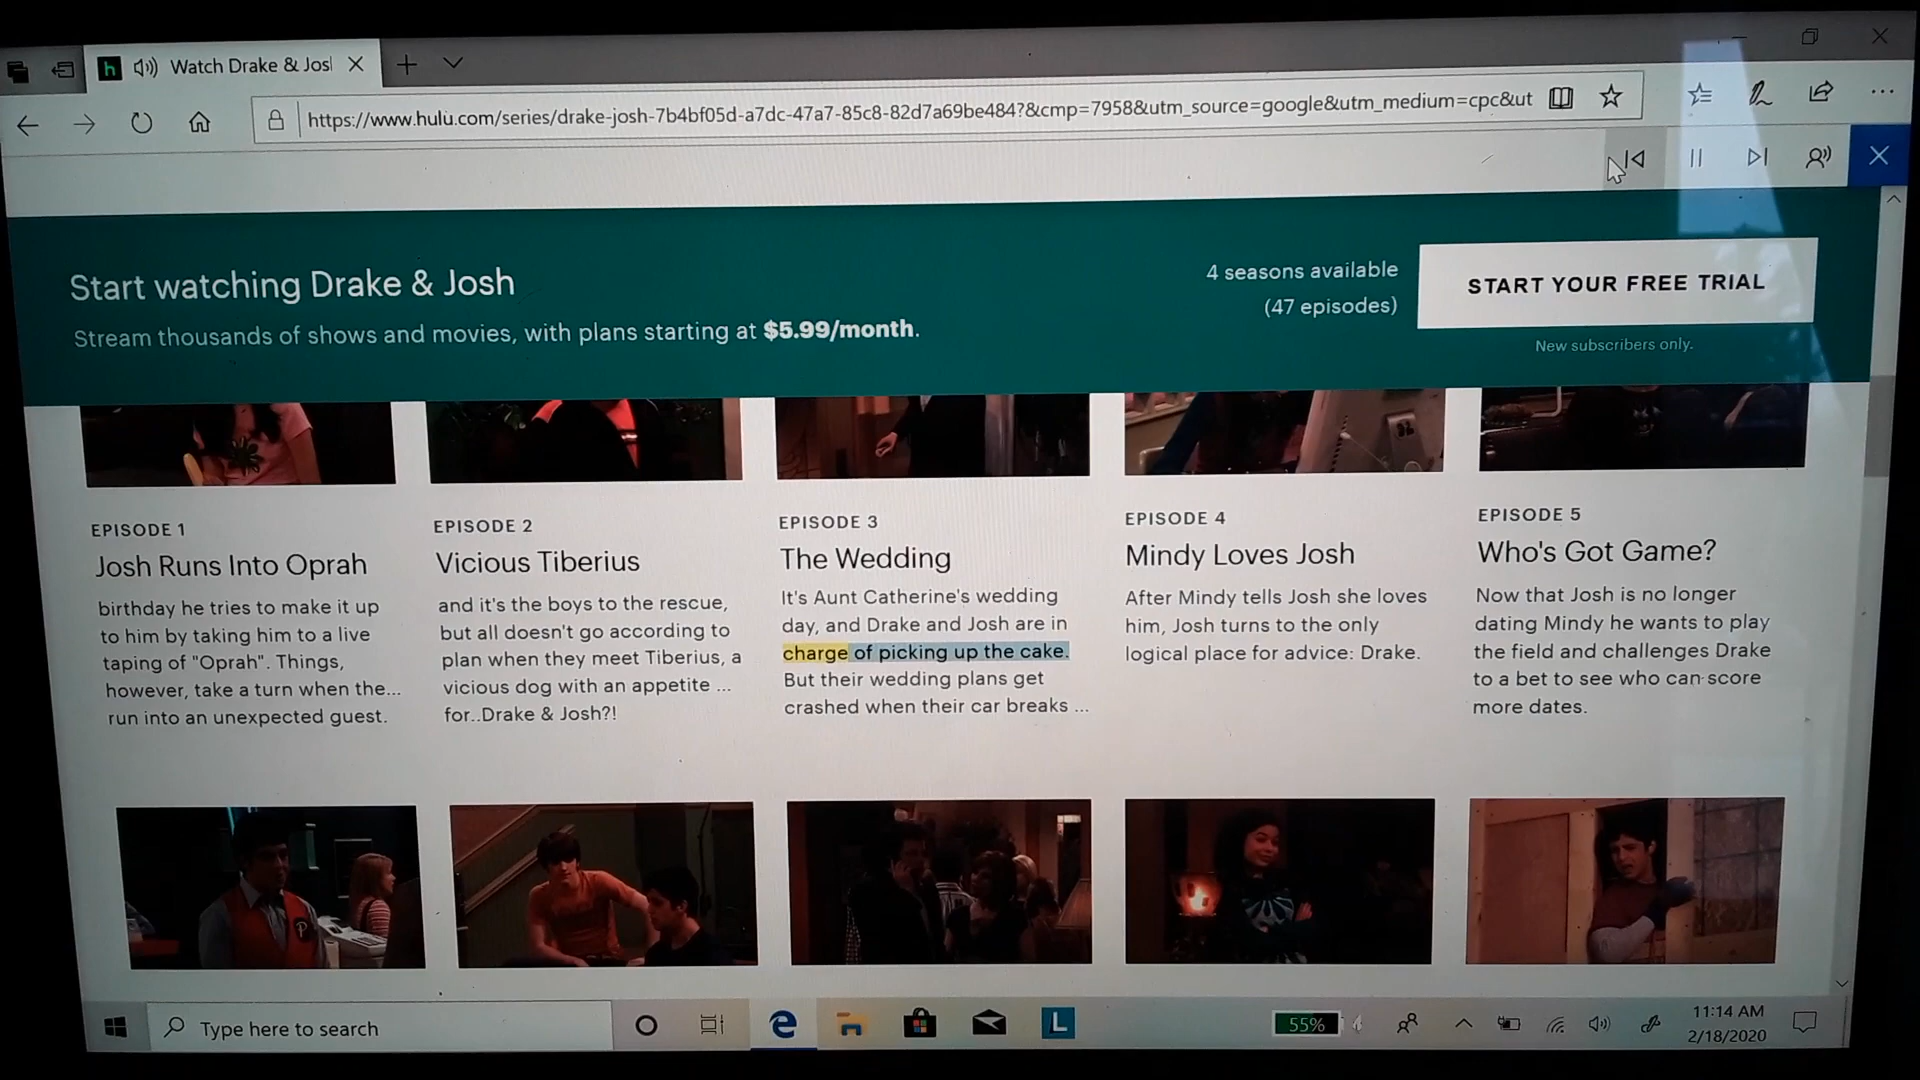 h Watch Drake & Jos
https://www.hulu.com/series/drake-josh-7b4bf05d-a7dc-47a7-85c8-82d7a69be484?&cmp=7958&utm_source=google&utm_medium=cpc&ut
Start watching Drake & Josh
Stream thousands of shows and movies, with plans starting at $5.99/month.
4 seasons available
(47 episodes)
START YOUR FREE TRIAL
New subscribers only.
EPISODE 1
Josh Runs Into Oprah
birthday he tries to make it up
to him by taking him to a live
taping of "Oprah". Things,
however, take a turn when the...
run into an unexpected guest.
EPISODE 2
Vicious Tiberius
and it's the boys to the rescue,
but all doesn't go according to
plan when they meet Tiberius, a
vicious dog with an appetite ...
for..Drake & Josh?!
EPISODE 3
The Wedding
It's Aunt Catherine's wedding
day, and Drake and Josh are in
charge of picking up the cake.
But their wedding plans get
crashed when their car breaks ...
EPISODE 4
Mindy Loves Josh
After Mindy tells Josh she loves
him, Josh turns to the only
logical place for advice: Drake.
EPISODE 5
Who's Got Game?
Now that Josh is no longer
dating Mindy he wants to play
the field and challenges Drake
to a bet to see who can score
more dates.
P
Type here to search
L
55%
11:14 AM
2/18/2020